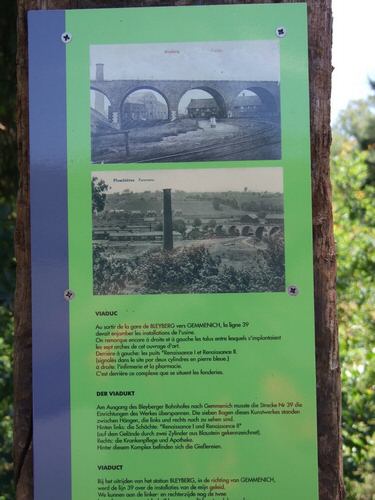 Bleyberg
Viaduc
Plombières Panorama
VIADUC
Au sortir de la gare de BLEYBERG vers GEMMENICH, la ligne 39
devait enjamber les installations de l'usine.
On remarque encore à droite et à gauche les talus entre lesquels s'implantaient
les sept arches de cet ouvrage d'art.
Derrière à gauche: les puits "Renaissance I et Renaissance II.
(signalés dans le site par deux cylindres en pierre bleue.)
à droite: l'infirmerie et la pharmacie.
C'est derrière ce complexe que se situent les fonderies.
DER VIADUKT
Am Ausgang des Bleyberger Bahnhofes nach Gemmenich musste die Strecke Nr 39 die
Einrichtungen des Werkes überspannen. Die sieben Bogen dieses Kunstwerkes standen
zwischen Hängen, die links und rechts noch zu sehen sind.
Hinten links: die Schächte. "Renaissance I und Renaissance II"
(auf dem Gelände durch zwei Zylinder aus Blaustein gekennzeichnet).
Rechts: die Krankenpflege und Apotheke.
Hinter diesem Komplex befinden sich die Gießereien.
VIADUCT
Bij het uitrijden van het station BLEYBERG, in de richting van GEMMENICH,
werd de lijn 39 over de installaties van de mijn geleid.
We kunnen aan de linker- en rechterzijde nog de twee